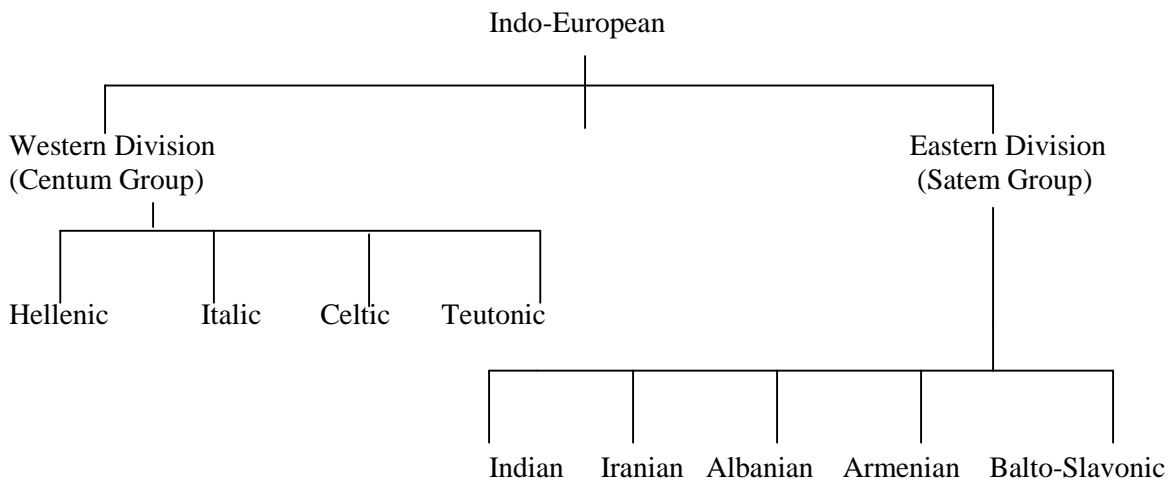 Indo-European
Western Division
(Centum Group)
Eastern Division
(Satem Group)
Hellenic Italic Celtic Teutonic
Indian Iranian Albanian Armenian Balto-Slavonic